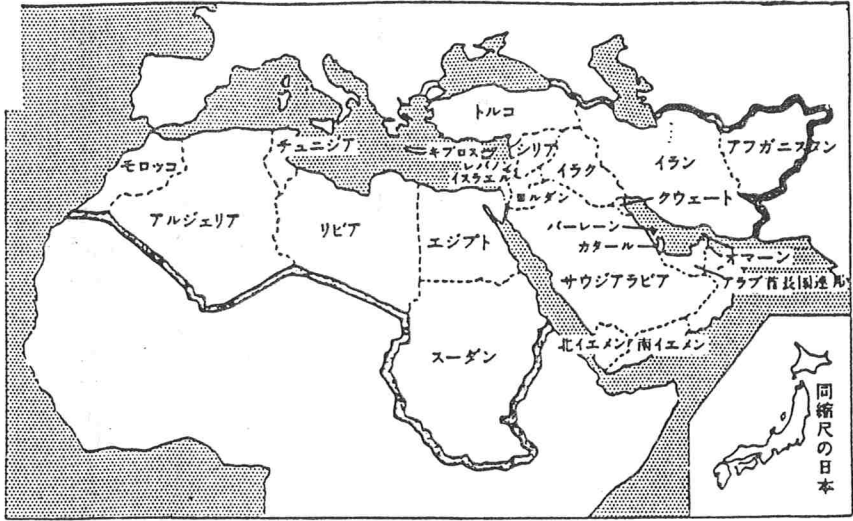 トルコ
チュニジア
キプロス
シリア
アフガニスタン
モロッコ
レバノン
イラク
イラン
イスラエル
ヨルダン
クウェート
アルジェリア
リビア
エジプト
バーレーン
カタール
オマーン
サウジアラビア
アラブ首長国連邦
北イエメン
南イエメン
スーダン
同縮尺の日本